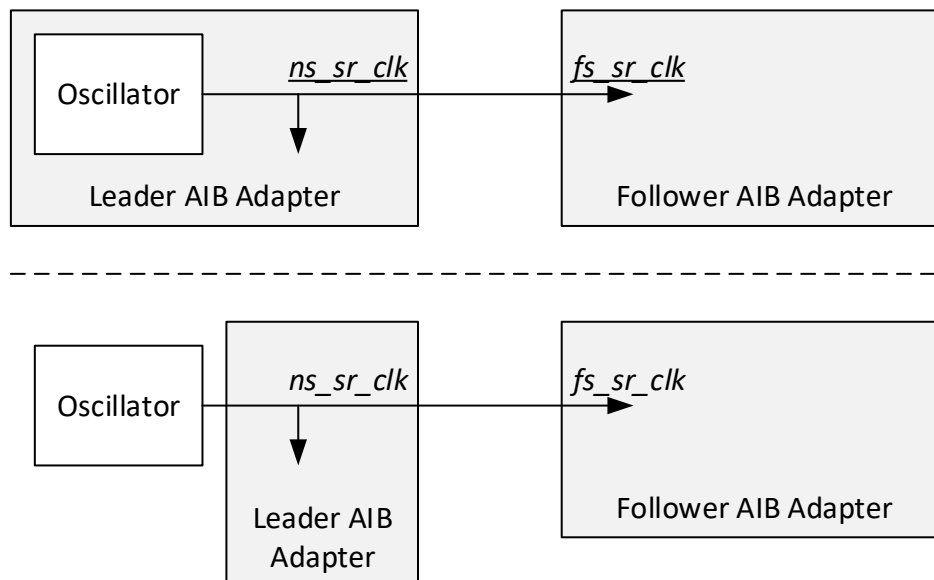 ns_sr_clk
fs_sr_clk
Oscillator
Leader AIB Adapter
Follower AIB Adapter
ns_sr_clk
fs_sr_clk
Oscillator
Leader AIB
Adapter
Follower AIB Adapter